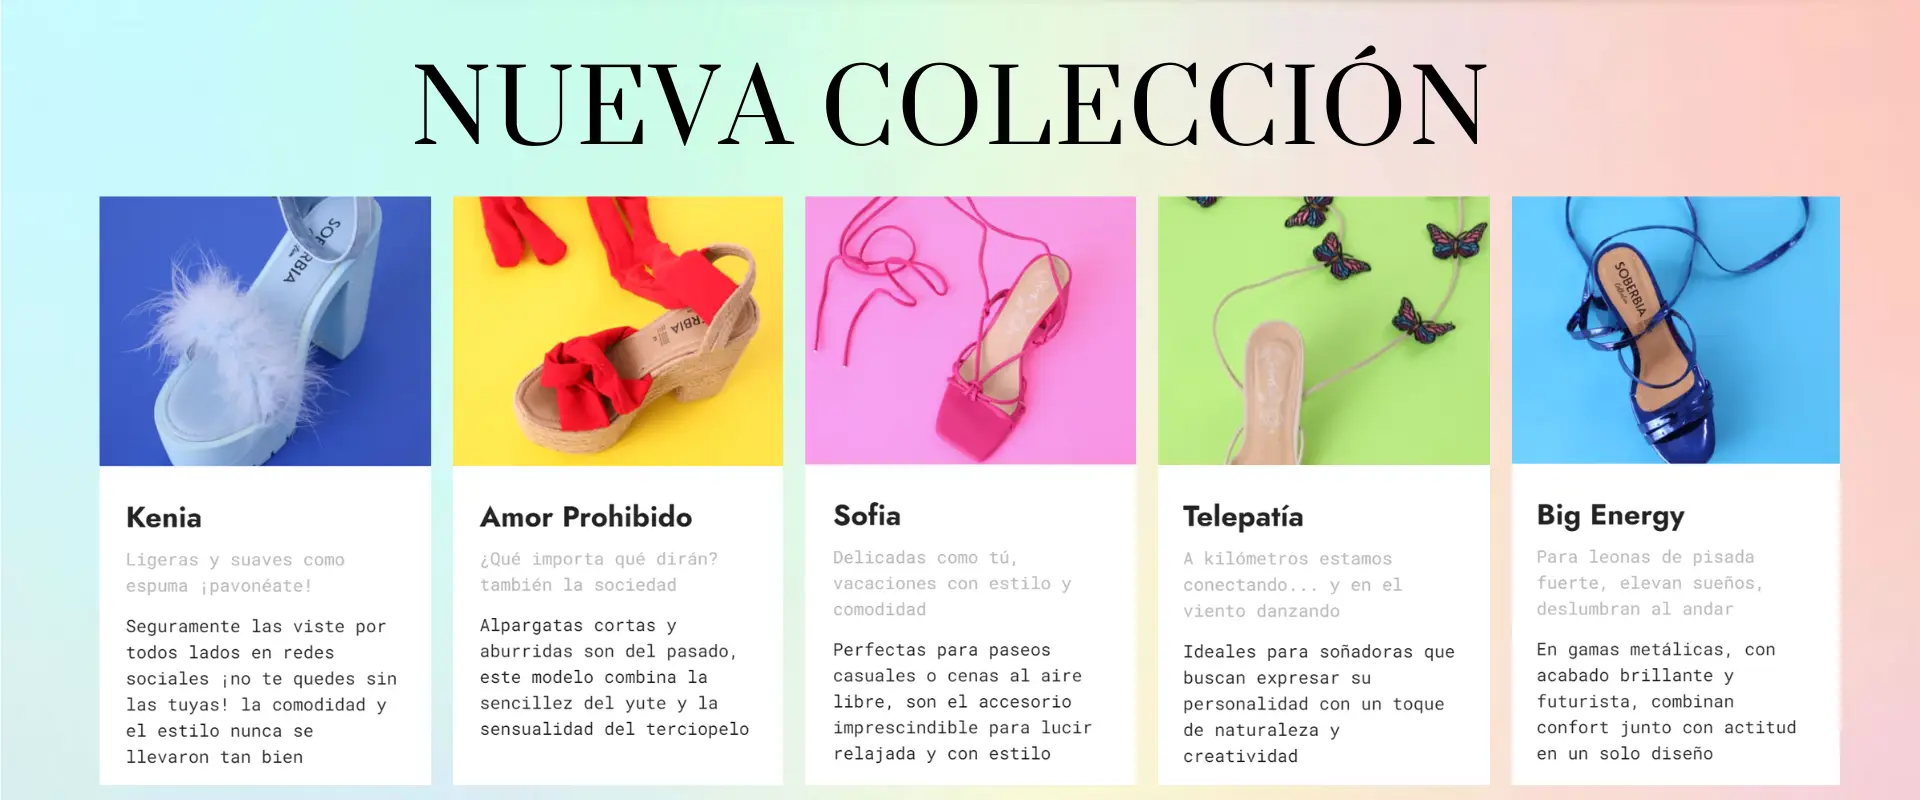 NUEVA COLECCIÓN
SOBERBIA
RBIA
SOBERBIA
Kenia
Ligeras y suaves como
espuma ¡pavonéate!
Seguramente las viste por
todos lados en redes
sociales ¡no te quedes sin
las tuyas! la comodidad y
el estilo nunca se
llevaron tan bien
Amor Prohibido
¿Qué importa qué dirán?
también la sociedad
Alpargatas cortas y
aburridas son del pasado,
este modelo combina la
sencillez del yute y la
sensualidad del terciopelo
Sofia
Delicadas como tú,
vacaciones con estilo y
comodidad
Perfectas para paseos
casuales o cenas al aire
libre, son el accesorio
imprescindible para lucir
relajada y con estilo
Telepatía
A kilómetros estamos
conectando... y en el
viento danzando
Ideales para soñadoras que
buscan expresar su
personalidad con un toque
de naturaleza y
creatividad
Big Energy
Para leonas de pisada
fuerte, elevan sueños,
deslumbran al andar
En gamas metálicas, con
acabado brillante y
futurista, combinan
confort junto con actitud
en un solo diseño